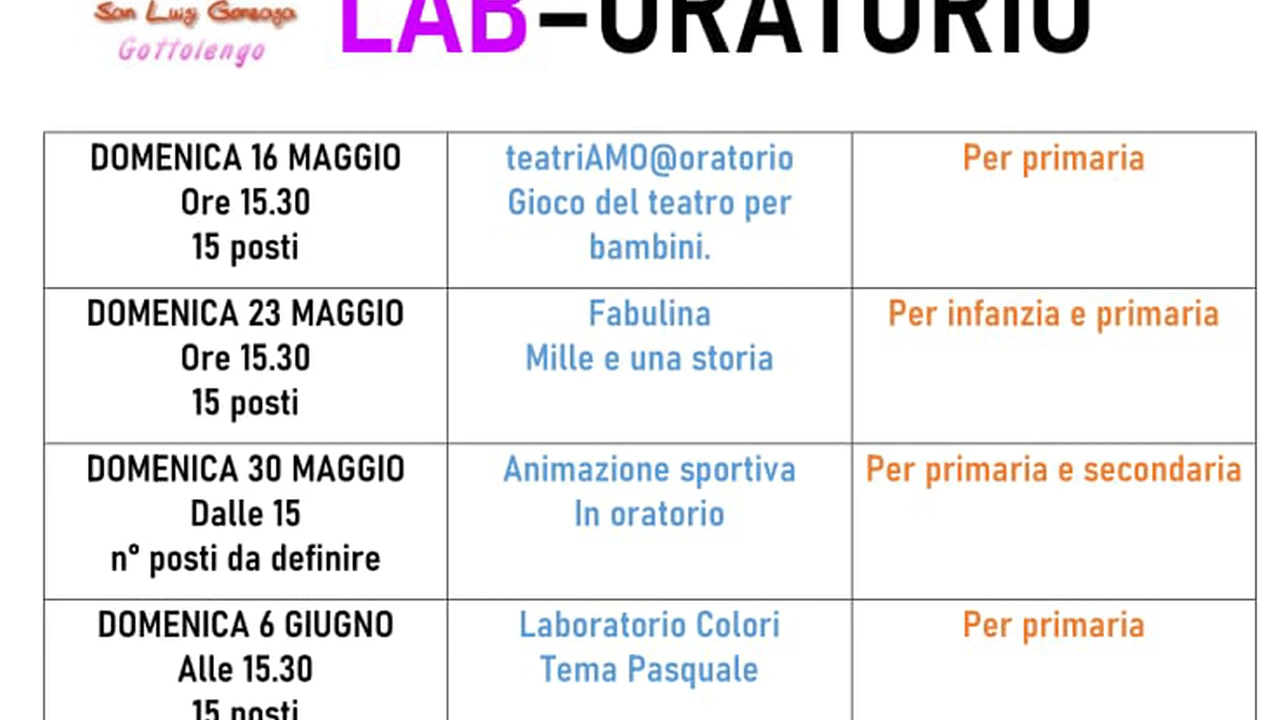 San Luigi Gonzaga
Gottolengo
LAB-ORATORIO
DOMENICA 16 MAGGIO
Ore 15.30
15 posti
teatriAMO@oratorio
Gioco del teatro per
bambini.
Per primaria
DOMENICA 23 MAGGIO
Ore 15.30
15 posti
Fabulina
Mille e una storia
Per infanzia e primaria
DOMENICA 30 MAGGIO
Dalle 15
n° posti da definire
Animazione sportiva
In oratorio
Per primaria e secondaria
DOMENICA 6 GIUGNO
Alle 15.30
15 posti
Laboratorio Colori
Tema Pasquale
Per primaria